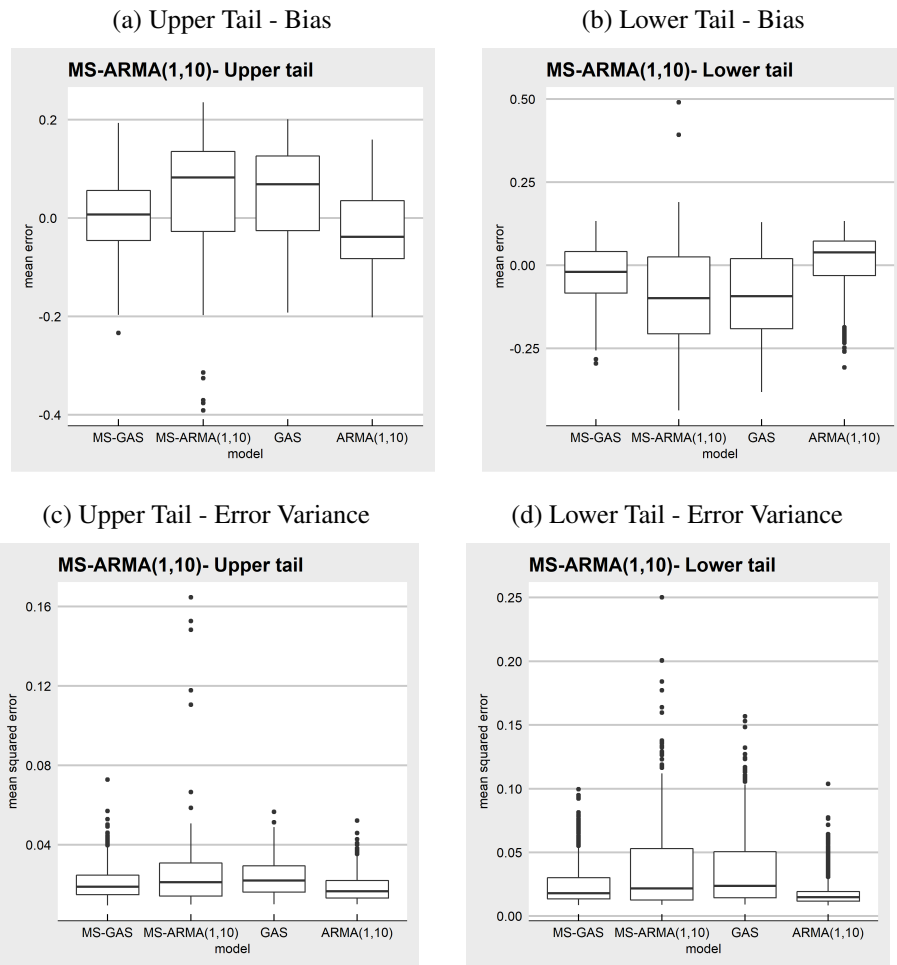 (a) Upper Tail - Bias
(b) Lower Tail - Bias
MS-ARMA(1,10)- Upper tail
0.2
0.0
-0.2
-0.4
mean error
MS-GAS MS-ARMA(1,10) GAS ARMA(1,10)
model
MS-ARMA(1,10)- Lower tail
0.50
0.25
0.00
-0.25
mean error
MS-GAS MS-ARMA(1,10) GAS ARMA(1,10)
model
(c) Upper Tail - Error Variance
(d) Lower Tail - Error Variance
MS-ARMA(1,10)- Upper tail
0.16
0.12
0.08
0.04
mean squared error
MS-GAS MS-ARMA(1,10) GAS ARMA(1,10)
model
MS-ARMA(1,10)- Lower tail
0.25
0.20
0.15
0.10
0.05
0.00
mean squared error
MS-GAS MS-ARMA(1,10) GAS ARMA(1,10)
model